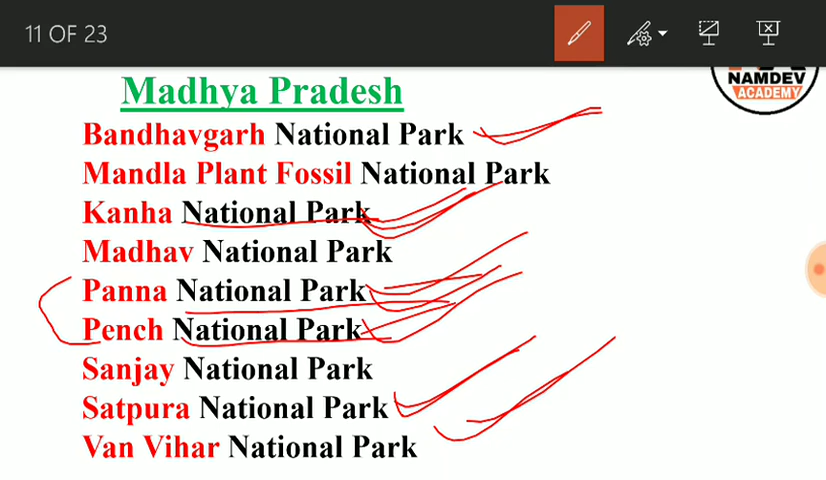 11 OF 23
NAMDEV
ACADEMY
Madhya Pradesh
Bandhavgarh National Park
Mandla Plant Fossil National Park
Kanha National Park
Madhav National Park
Panna National Park
Pench National Park
Sanjay National Park
Satpura National Park
Van Vihar National Park